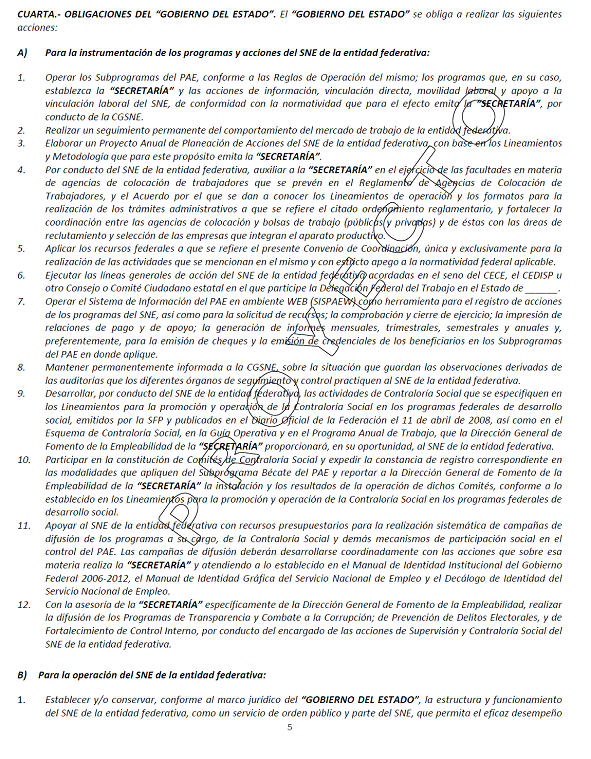 CUARTA.- OBLIGACIONES DEL “GOBIERNO DEL ESTADO”. El “GOBIERNO DEL ESTADO” se obliga a realizar las siguientes
acciones:
A) Para la instrumentación de los programas y acciones del SNE de la entidad federativa:
1. Operar los Subprogramas del PAE, conforme a las Reglas de Operación del mismo; los programas que, en su caso,
establezca la “SECRETARÍA” y las acciones de información, vinculación directa, movilidad laboral y apoyo a la
vinculación laboral del SNE, de conformidad con la normatividad que para el efecto emita la “SECRETARÍA”, por
conducto de la CGSNE.
2. Realizar un seguimiento permanente del comportamiento del mercado de trabajo de la entidad federativa.
3. Elaborar un Proyecto Anual de Planeación de Acciones del SNE de la entidad federativa, con base en los Lineamientos
y Metodología que para este propósito emita la “SECRETARÍA”.
4. Por conducto del SNE de la entidad federativa, auxiliar a la “SECRETARÍA” en el ejercicio de las facultades en materia
de agencias de colocación de trabajadores que se prevén en el Reglamento de Agencias de Colocación de
Trabajadores, y el Acuerdo por el que se dan a conocer los Lineamientos de operación y los formatos para la
realización de los trámites administrativos a que se refiere el citado ordenamiento reglamentario, y fortalecer la
coordinación entre las agencias de colocación y bolsas de trabajo (públicas y privadas) y de éstas con las áreas de
reclutamiento y selección de las empresas que integran el aparato productivo.
5. Aplicar los recursos federales a que se refiere el presente Convenio de Coordinación, única y exclusivamente para la
realización de las actividades que se mencionan en el mismo y con estricto apego a la normatividad federal aplicable.
6. Ejecutar las líneas generales de acción del SNE de la entidad federativa acordadas en el seno del CECE, el CEDISP u
otro Consejo o Comité Ciudadano estatal en el que participe la Delegación Federal del Trabajo en el Estado de ______.
7. Operar el Sistema de Información del PAE en ambiente WEB (SISPAEW) como herramienta para el registro de acciones
de los programas del SNE, así como para la solicitud de recursos; la comprobación y cierre de ejercicio; la impresión de
relaciones de pago y de apoyo; la generación de informes mensuales, trimestrales, semestrales y anuales y,
preferentemente, para la emisión de cheques y la emisión de credenciales de los beneficiarios en los Subprogramas
del PAE en donde aplique.
8. Mantener permanentemente informada a la CGSNE, sobre la situación que guardan las observaciones derivadas de
las auditorías que los diferentes órganos de seguimiento y control practiquen al SNE de la entidad federativa.
9. Desarrollar, por conducto del SNE de la entidad federativa, las actividades de Contraloría Social que se especifiquen en
los Lineamientos para la promoción y operación de la Contraloría Social en los programas federales de desarrollo
social, emitidos por la SFP y publicados en el Diario Oficial de la Federación el 11 de abril de 2008, así como en el
Esquema de Contraloría Social, en la Guía Operativa y en el Programa Anual de Trabajo, que la Dirección General de
Fomento de la Empleabilidad de la “SECRETARÍA” proporcionará, en su oportunidad, al SNE de la entidad federativa.
10. Participar en la constitución de Comités de Contraloría Social y expedir la constancia de registro correspondiente en
las modalidades que apliquen del Subprograma Bécate del PAE y reportar a la Dirección General de Fomento de la
Empleabilidad de la “SECRETARÍA” la instalación y los resultados de la operación de dichos Comités, conforme a lo
establecido en los Lineamientos para la promoción y operación de la Contraloría Social en los programas federales de
desarrollo social.
11. Apoyar al SNE de la entidad federativa con recursos presupuestarios para la realización sistemática de campañas de
difusión de los programas a su cargo, de la Contraloría Social y demás mecanismos de participación social en el
control del PAE. Las campañas de difusión deberán desarrollarse coordinadamente con las acciones que sobre esa
materia realiza la “SECRETARÍA” y atendiendo a lo establecido en el Manual de Identidad Institucional del Gobierno
Federal 2006-2012, el Manual de Identidad Gráfica del Servicio Nacional de Empleo y el Decálogo de Identidad del
Servicio Nacional de Empleo.
12. Con la asesoría de la “SECRETARÍA” específicamente de la Dirección General de Fomento de la Empleabilidad, realizar
la difusión de los Programas de Transparencia y Combate a la Corrupción; de Prevención de Delitos Electorales, y de
Fortalecimiento de Control Interno, por conducto del encargado de las acciones de Supervisión y Contraloría Social del
SNE de la entidad federativa.
B) Para la operación del SNE de la entidad federativa:
1. Establecer y/o conservar, conforme al marco jurídico del “GOBIERNO DEL ESTADO”, la estructura y funcionamiento
del SNE de la entidad federativa, como un servicio de orden público y parte del SNE, que permita el eficaz desempeño
5
PROYECTO